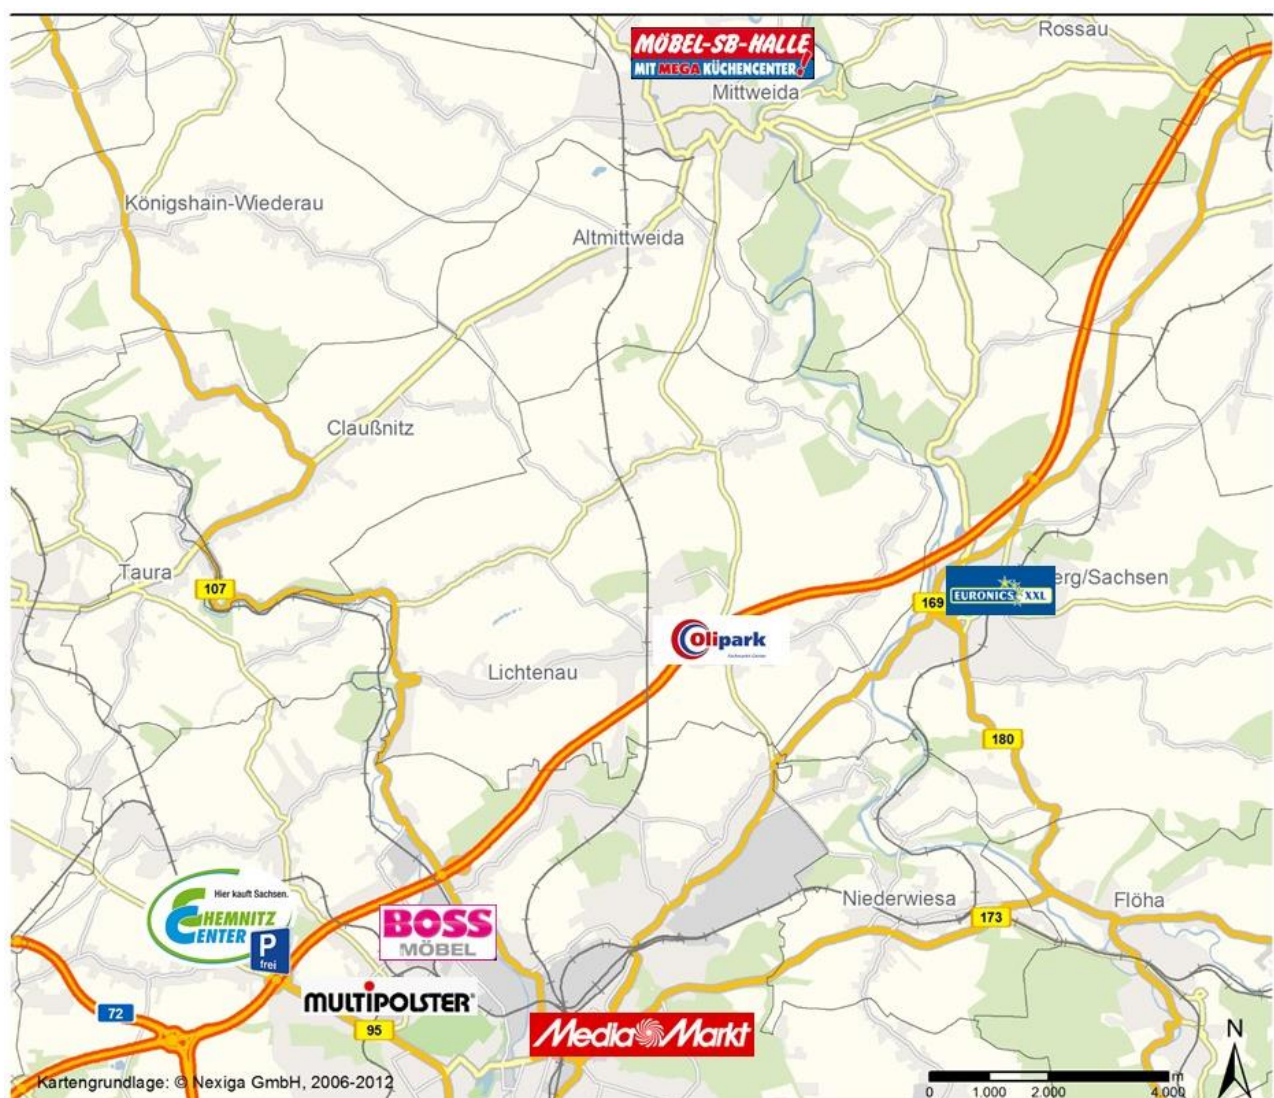 Rossau
MÖBEL-SB-HALLE!
MIT MEGA KÜCHENCENTER
Mittweida
Königshain-Wiederau
Altmittweida
Claußnitz
Taura
107
erg/Sachsen
EURONICS XXL
169
Olipark
Lichtenau
180
Hier kauft Sachsen.
CHEMNITZ
CENTER
P
frei
BOSS
MÖBEL
Niederwiesa
173
Flöha
MULTIPOLSTER
72
95
Media Markt
N
Kartengrundlage: © Nexiga GmbH, 2006-2012
m
0 1.000 2.000 4.000